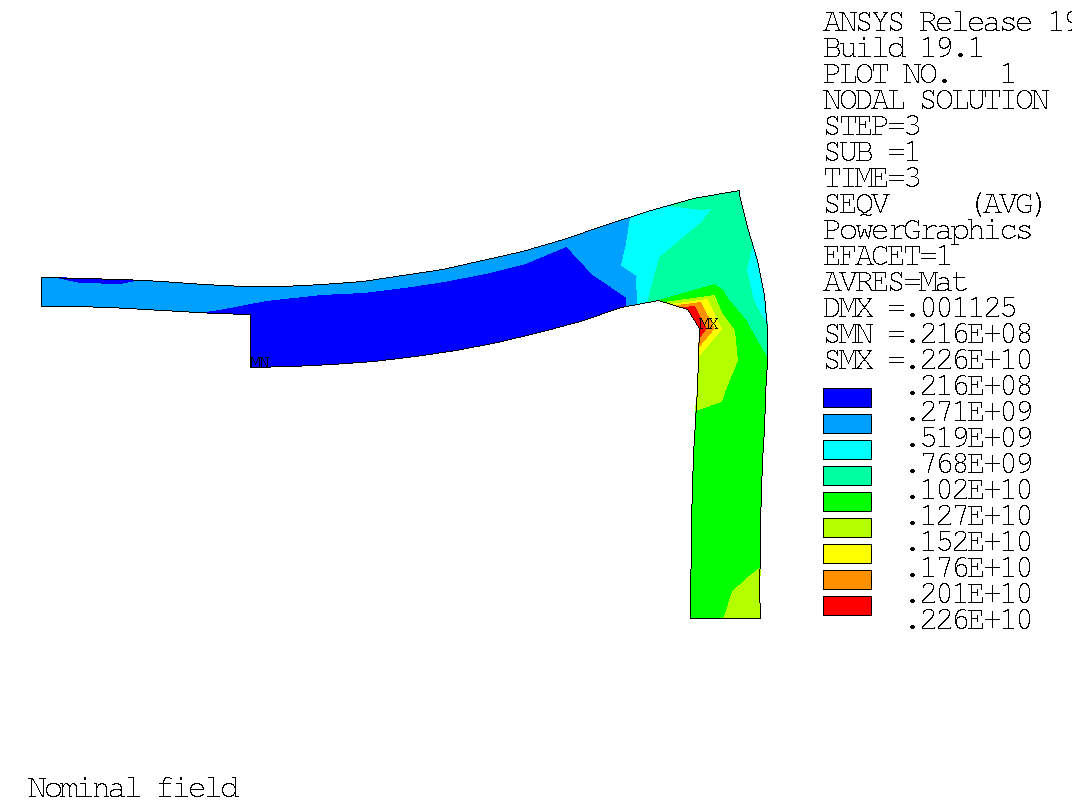 ANSYS Release 19
Build 19.1
PLOT NO. 1
NODAL SOLUTION
STEP=3
SUB =1
TIME=3
SEQV (AVG)
PowerGraphics
EFACET=1
AVRES=Mat
DMX =.001125
SMN =.216E+08
SMX =.226E+10
.216E+08
.271E+09
.519E+09
.768E+09
.102E+10
.127E+10
.152E+10
.176E+10
.201E+10
.226E+10
MX
MN
Nominal field